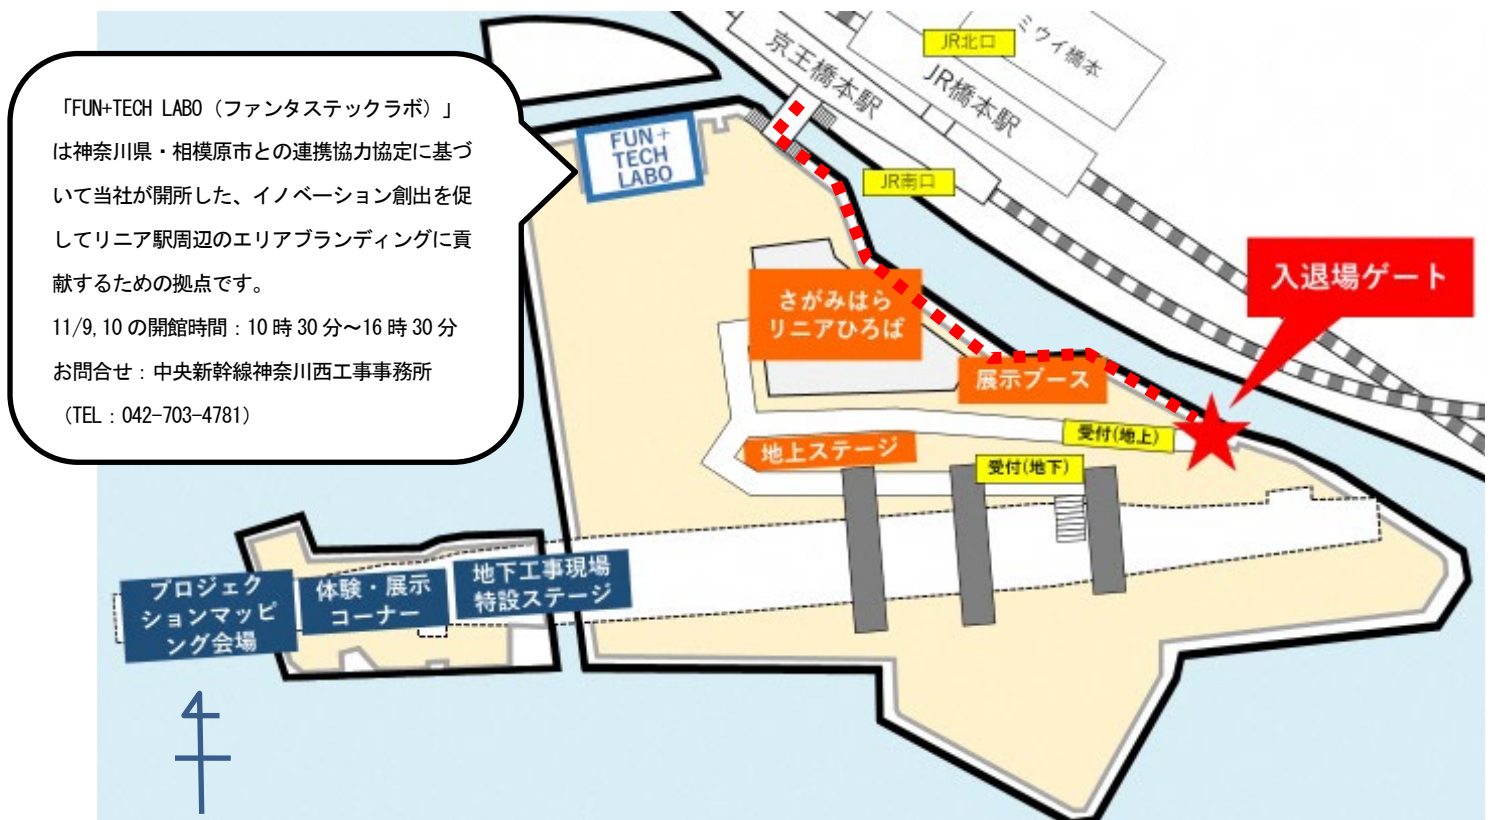 「FUN+TECH LABO（ファンタステックラボ）」
は神奈川県・相模原市との連携協力協定に基づ
いて当社が開所した、イノベーション創出を促
してリニア駅周辺のエリアブランディングに貢
献するための拠点です。
11/9,10の開館時間：10時30分～16時30分
お問合せ：中央新幹線神奈川西工事事務所
（TEL：042-703-4781）
FUN+
TECH
LABO
京王橋本駅
JR北口
ミウイ橋本
JR橋本駅
JR南口
入退場ゲート
さがみはら
リニアひろば
展示ブース
受付(地上)
地上ステージ
受付(地下)
地下工事現場
特設ステージ
体験・展示
コーナー
プロジェク
ションマッピ
ング会場